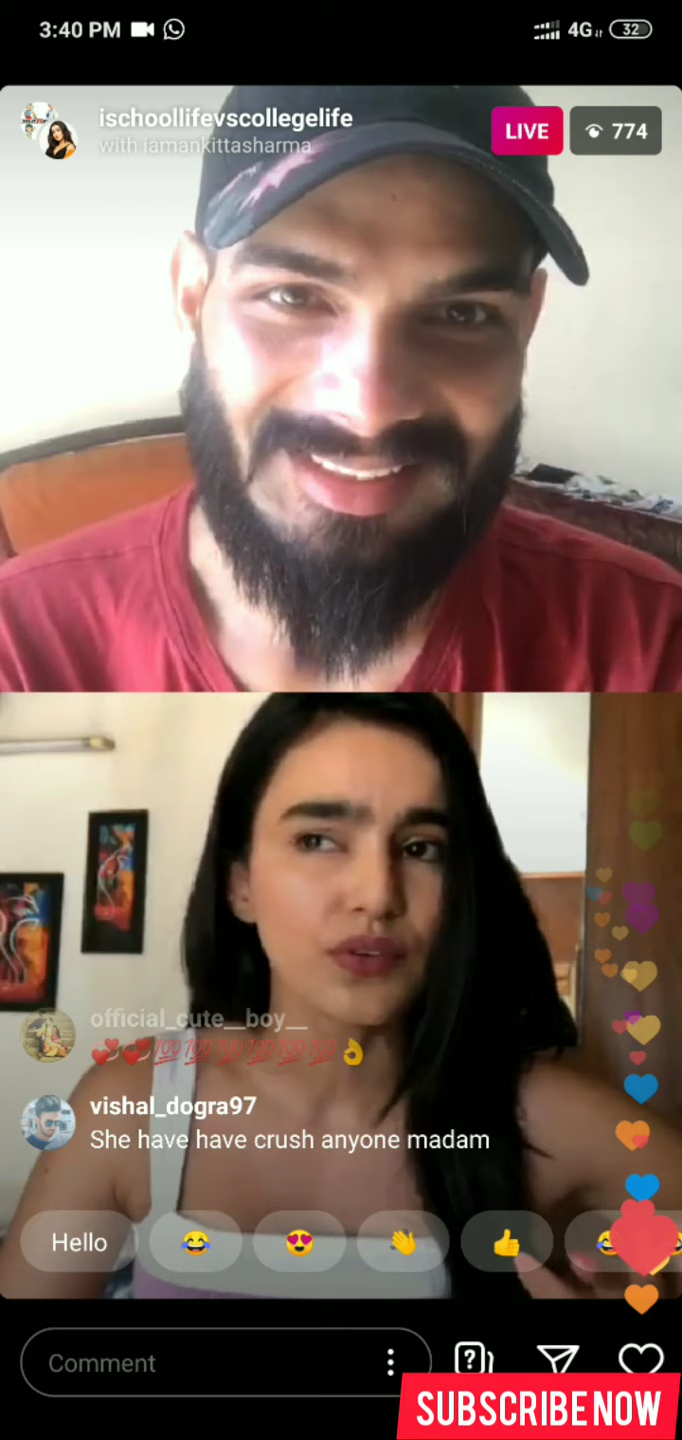 3:40 PM
4G
32
ischoollifevscollegelife
with iamankittasharma
LIVE
774
official_cute__boy__
💕💕💯💯💯💯💯💯👌
vishal_dogra97
She have have crush anyone madam
Hello 😂 😍 👋 👍 😂
Comment
SUBSCRIBE NOW